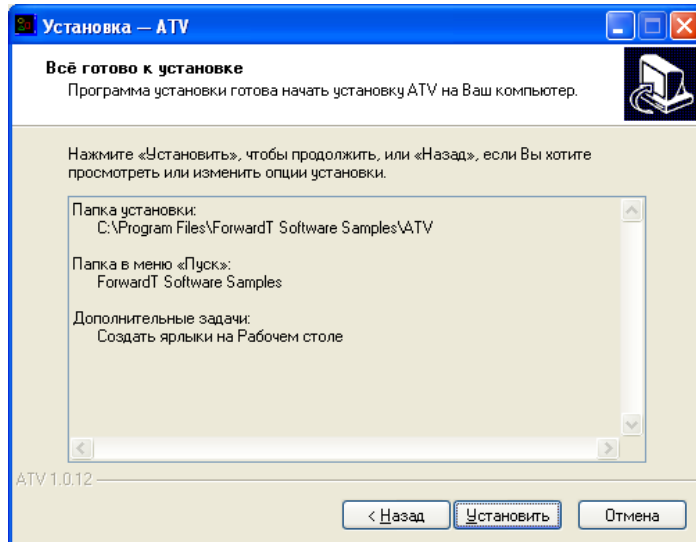 Установка — ATV
Всё готово к установке
Программа установки готова начать установку ATV на Ваш компьютер.
Нажмите «Установить», чтобы продолжить, или «Назад», если Вы хотите
просмотреть или изменить опции установки.
Папка установки:
C:\Program Files\ForwardT Software Samples\ATV
Папка в меню «Пуск»:
ForwardT Software Samples
Дополнительные задачи:
Создать ярлыки на Рабочем столе
ATV 1.0.12
< Назад
Установить
Отмена